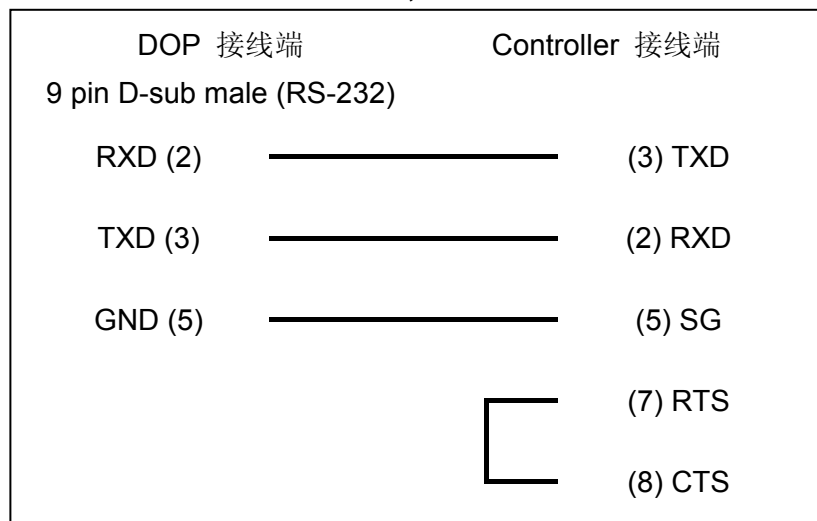 DOP 接线端 Controller 接线端
9 pin D-sub male (RS-232)
RXD (2) (3) TXD
TXD (3) (2) RXD
GND (5) (5) SG
(7) RTS
(8) CTS